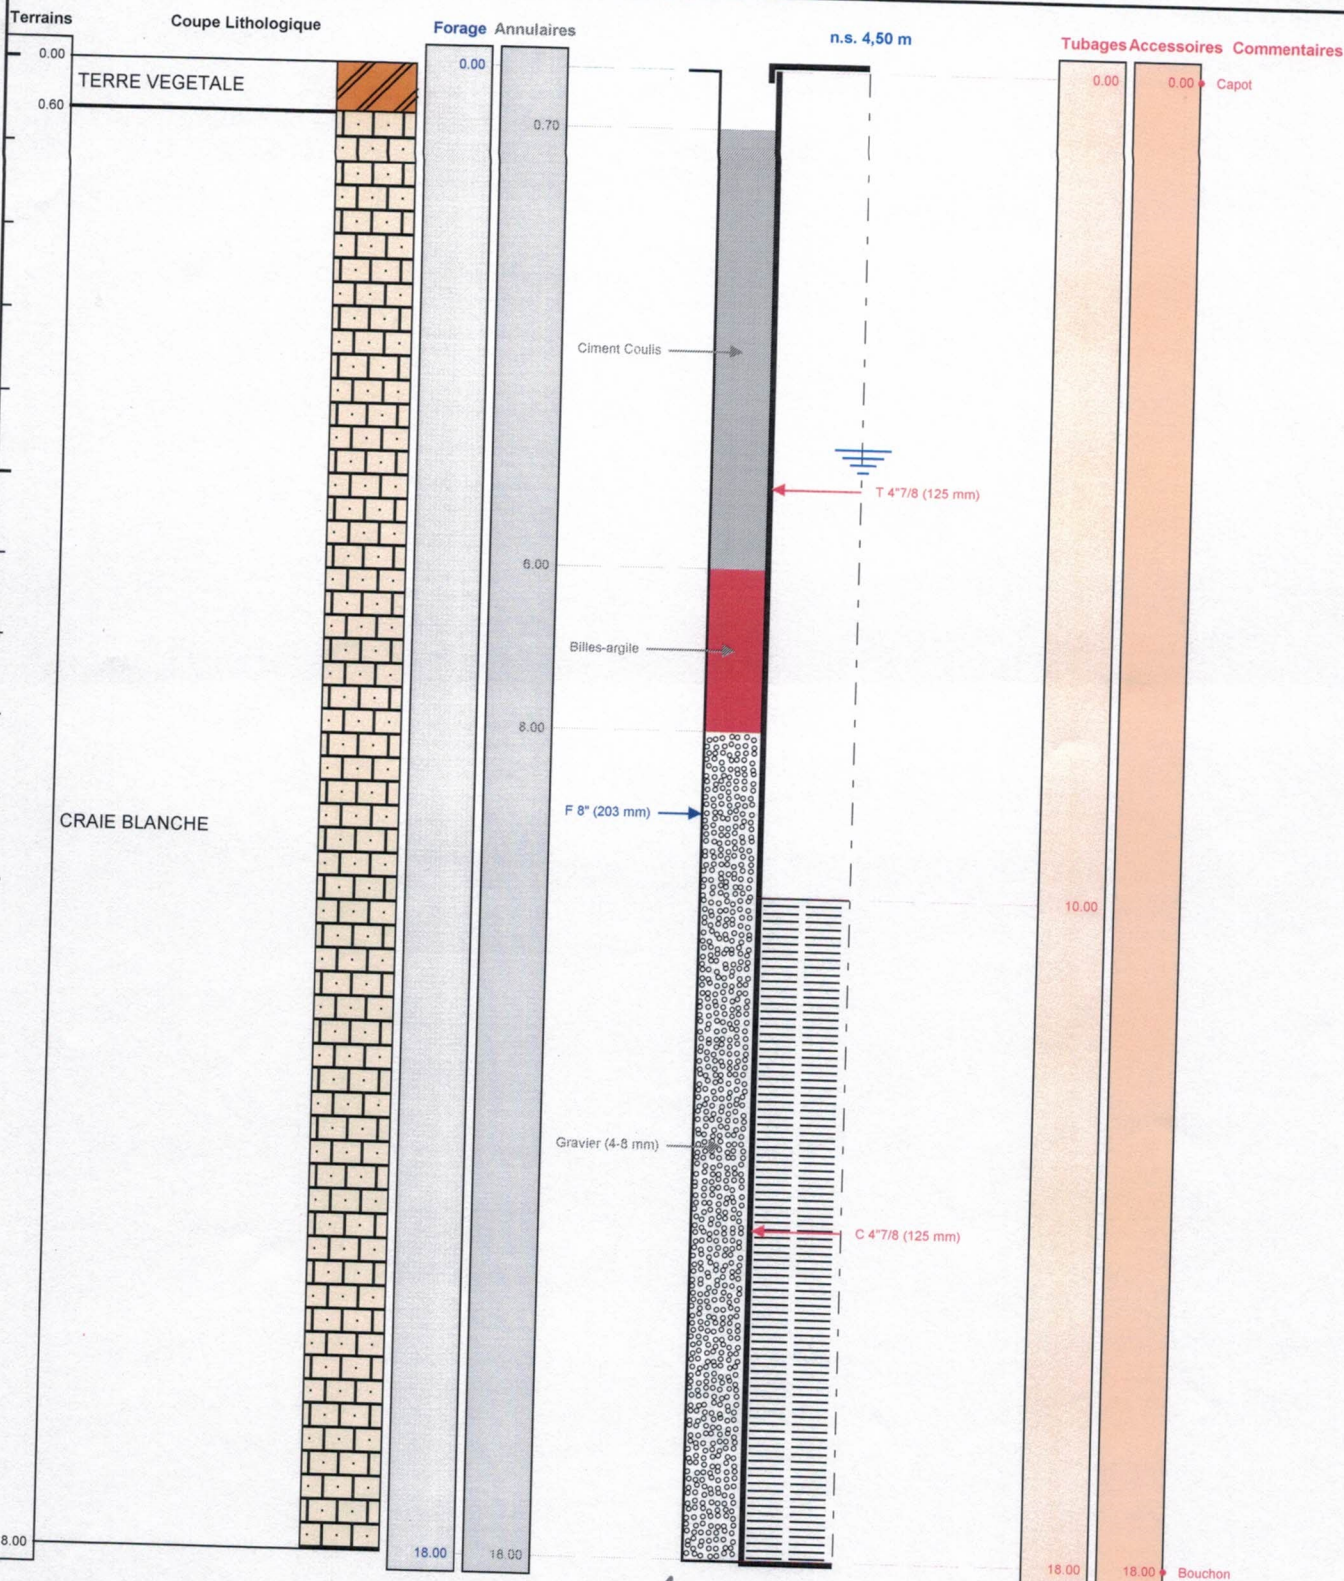 Terrains
Coupe Lithologique
Forage
Annulaires
n.s. 4,50 m
Tubages
Accessoires
Commentaires
0.00
TERRE VEGETALE
0.60
0.00
0.70
0.00
0.00
Capot
Ciment Coulis
T 4"7/8 (125 mm)
6.00
Billes-argile
8.00
F 8" (203 mm)
CRAIE BLANCHE
10.00
Gravier (4-8 mm)
C 4"7/8 (125 mm)
8.00
18.00
18.00
18.00
18.00
Bouchon